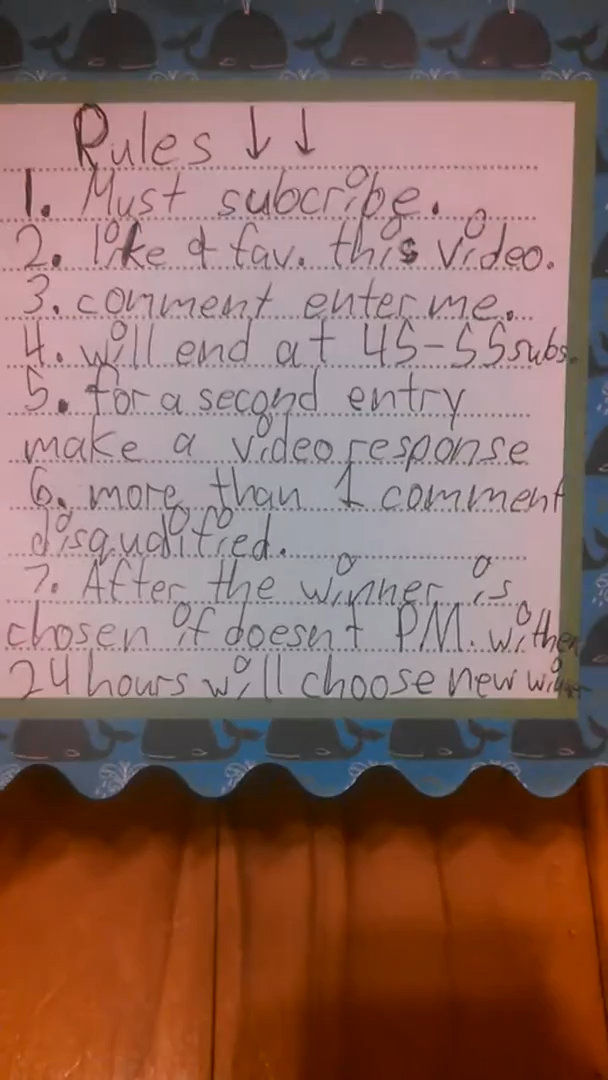 Rules ↓ ↓
1. Must subcribe.
2. like & fav. this video.
3. comment enter me.
4. will end at 45-55 subs.
5. for a second entry
make a video response
6. more than 1 comment
disqualified.
7. After the winner is
chosen if doesn't PM. withen
24 hours will choose new winner